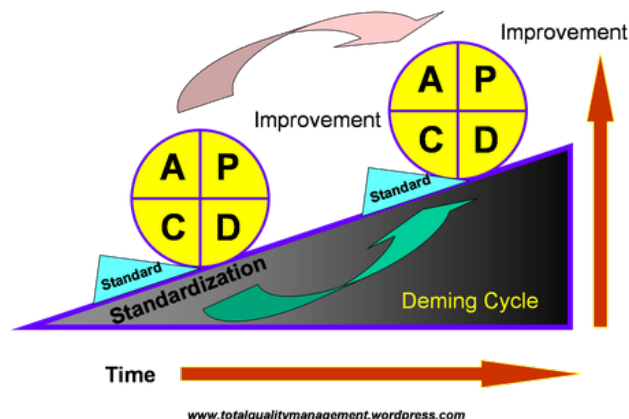 Improvement
A P
C D
Improvement
A P
C D
Standard
Standard
Standardization
Deming Cycle
Time
www.totalqualitymanagement.wordpress.com